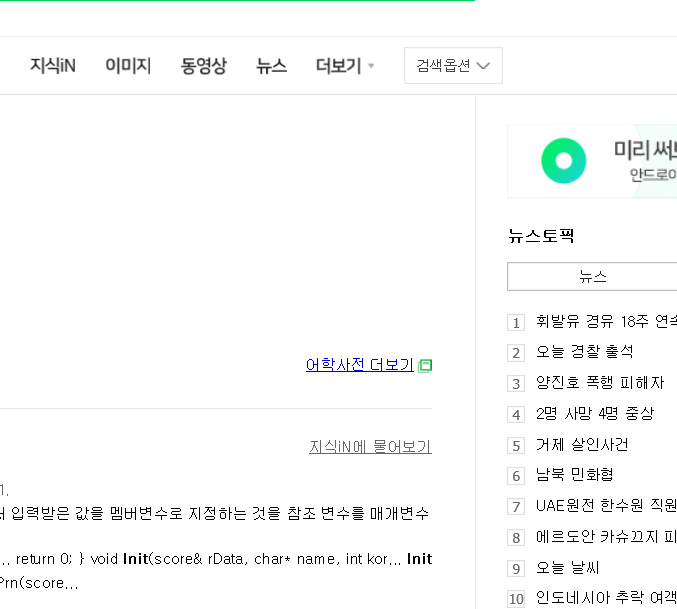 지식iN 이미지 동영상 뉴스 더보기 검색옵션
미리 써보
안드로이
뉴스토픽
뉴스
1 휘발유 경유 18주 연속
2 오늘 경찰 출석
3 양진호 폭행 피해자
4 2명 사망 4명 중상
5 거제 살인사건
6 남북 민화협
7 UAE원전 한수원 직원
8 에르도안 카슈끄지 피
9 오늘 날씨
10 인도네시아 추락 여객
어학사전 더보기
지식iN에 물어보기
1.
서 입력받은 값을 멤버변수로 지정하는 것을 참조 변수를 매개변수
... return 0; } void Init(score& rData, char* name, int kor... Init
Prn(score...